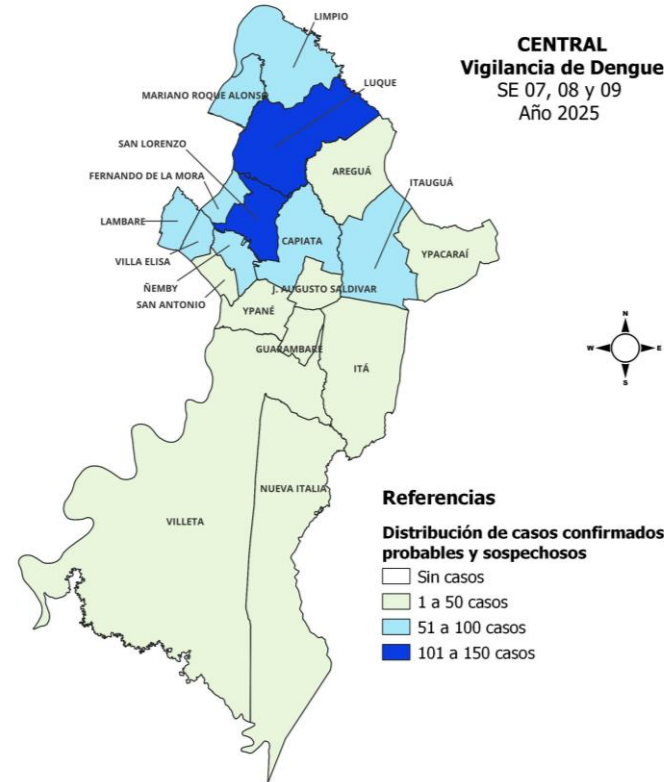 CENTRAL
Vigilancia de Dengue
SE 07, 08 y 09
Año 2025
LIMPIO
LUQUE
MARIANO ROQUE ALONSO
SAN LORENZO
FERNANDO DE LA MORA
AREGUÁ
ITAUGUÁ
LAMBARE
CAPIATA
YPACARAÍ
VILLA ELISA
ÑEMBY
SAN ANTONIO
J. AUGUSTO SALDIVAR
YPANÉ
GUARAMBARE
ITÁ
N
W
E
S
NUEVA ITALIA
VILLETA
Referencias
Distribución de casos confirmados
probables y sospechosos
Sin casos
1 a 50 casos
51 a 100 casos
101 a 150 casos